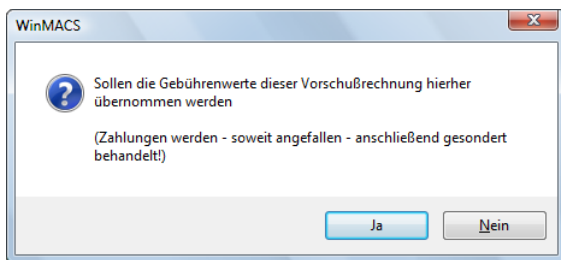 WinMACS
Sollen die Gebührenwerte dieser Vorschußrechnung hierher
übernommen werden
(Zahlungen werden - soweit angefallen - anschließend gesondert
behandelt!)
Ja
Nein